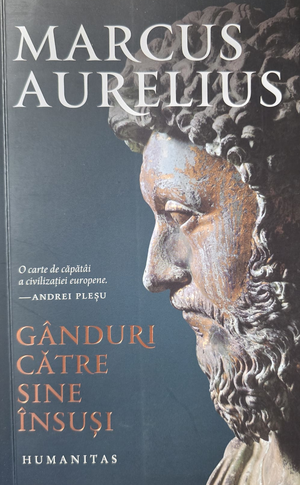 MARCUS
AURELIUS
O carte de căpătâi
a civilizației europene.
—ANDREI PLEȘU
GÂNDURI
CĂTRE
SINE
ÎNSUȘI
HUMANITAS